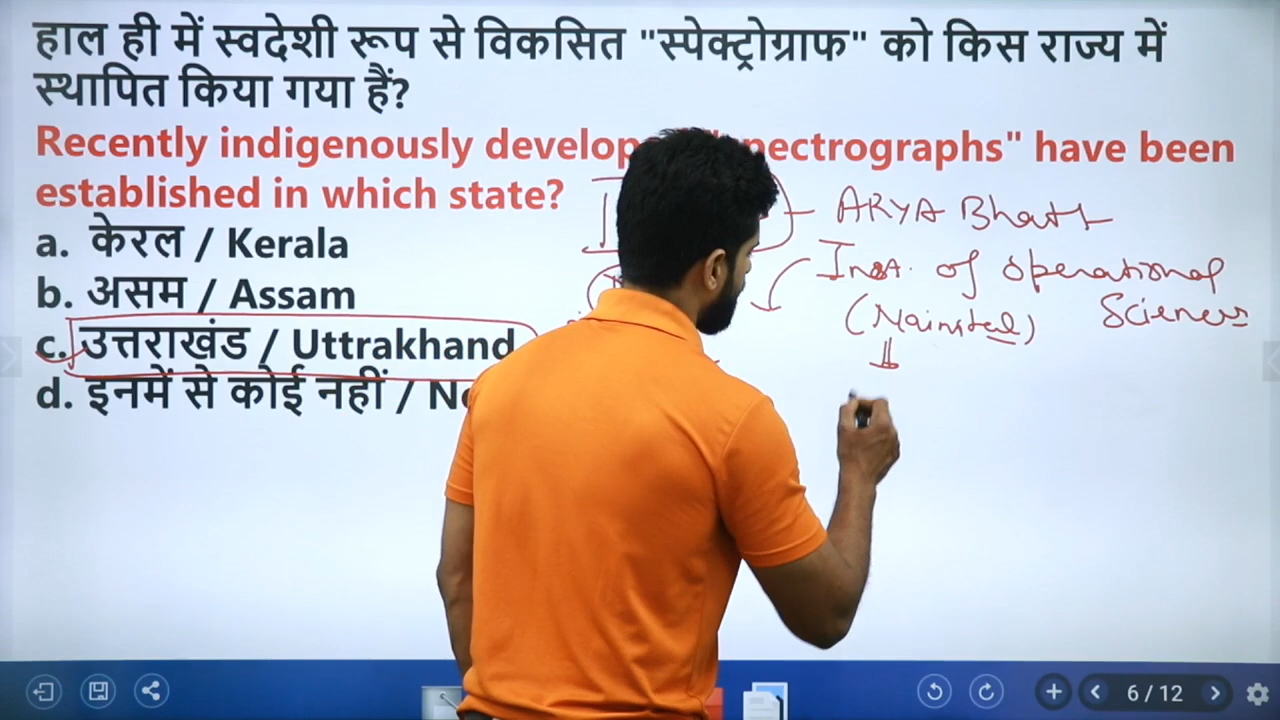 हाल ही में स्वदेशी रूप से विकसित "स्पेक्ट्रोग्राफ" को किस राज्य में
स्थापित किया गया हैं?
Recently indigenously develop pectrographs" have been
established in which state?
a. केरल / Kerala
b. असम / Assam
c. उत्तराखंड / Uttrakhand
d. इनमें से कोई नहीं / No
ARYA Bhatt
Inst. of operational
(Nainital) Sciences
6 / 12